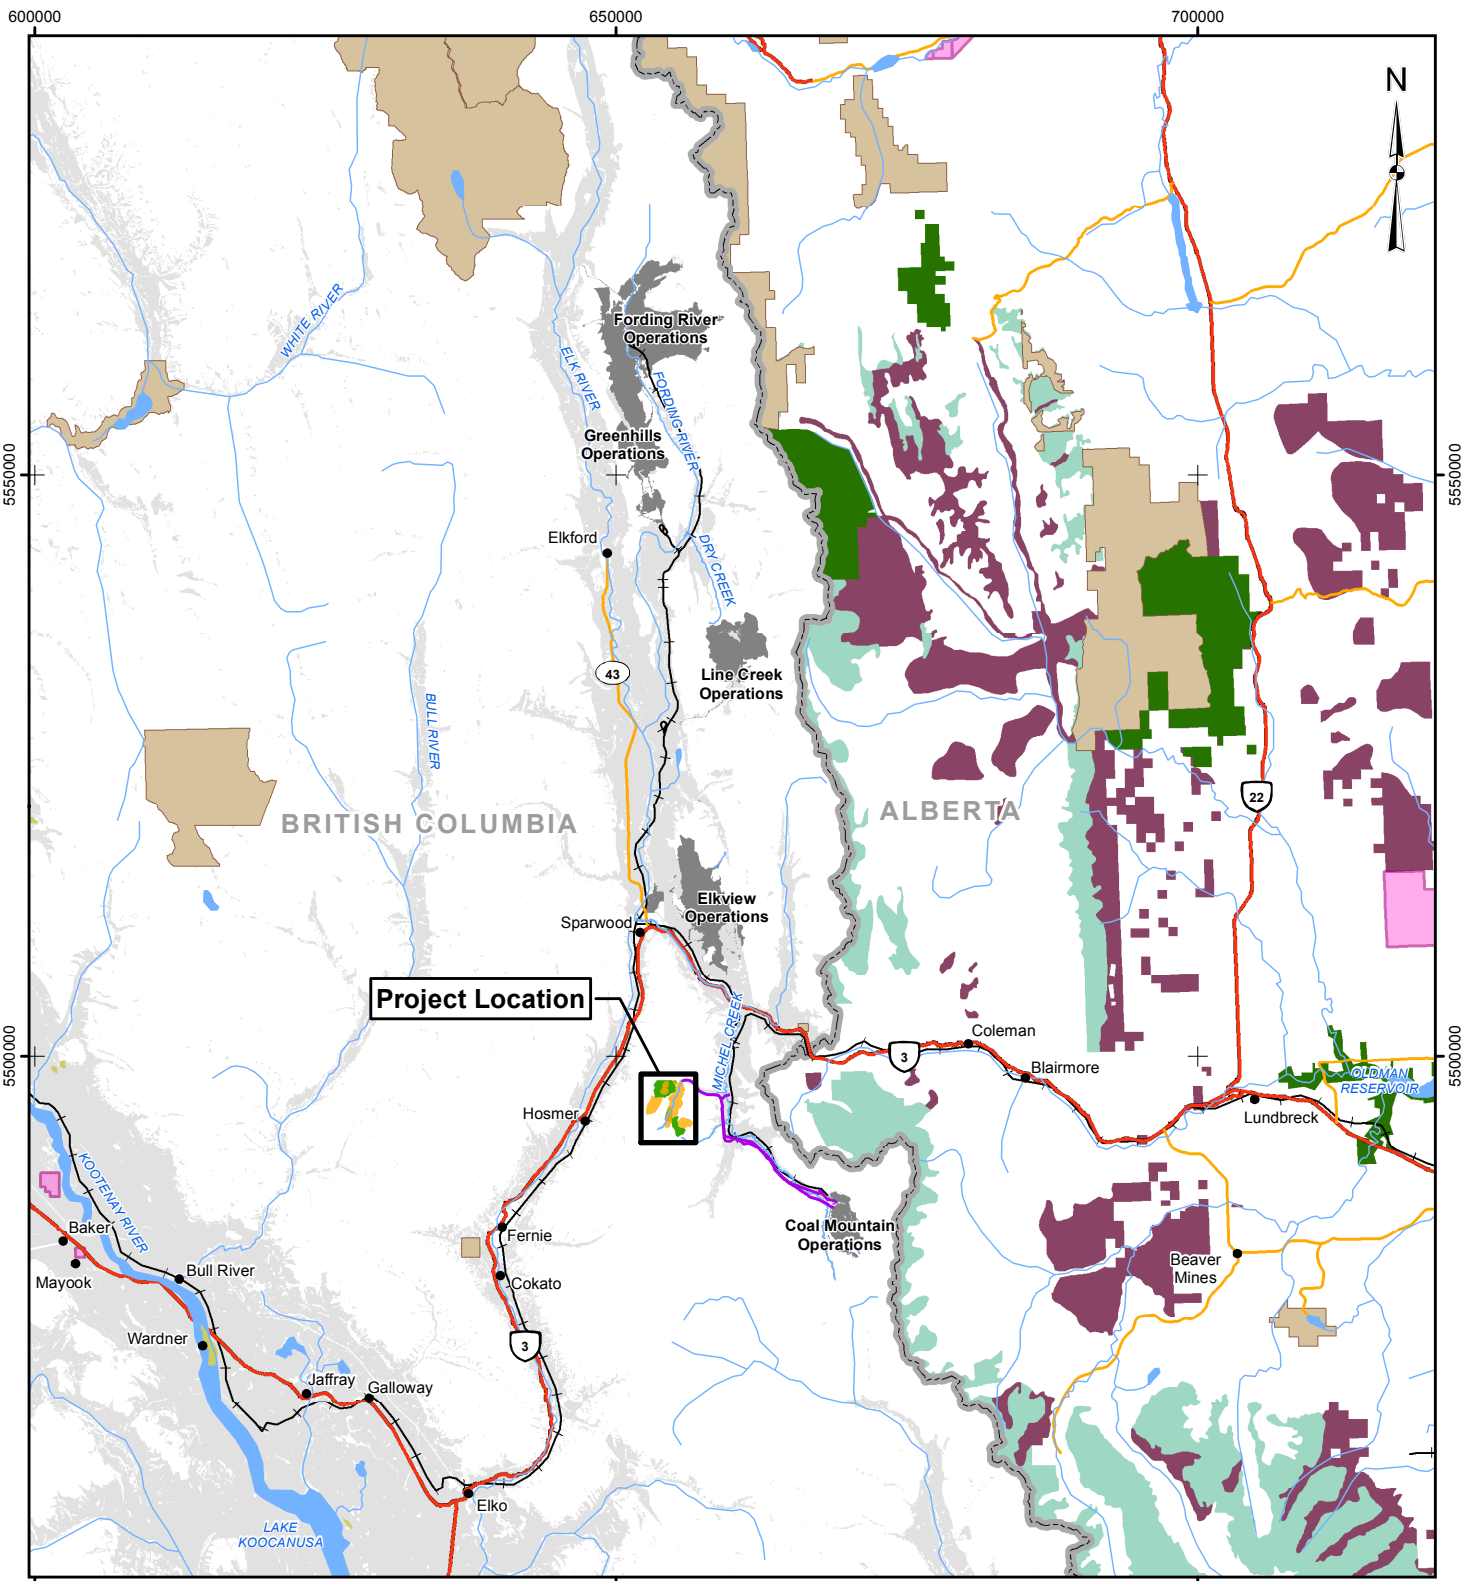 600000
650000
700000
N
WHITE RIVER
Fording River
Operations
ELK RIVER
FORDING RIVER
Greenhills
Operations
5550000
5550000
Elkford
DRY CREEK
43
Line Creek
Operations
BULL RIVER
22
BRITISH COLUMBIA
ALBERTA
Elkview
Operations
Sparwood
Project Location
MICHEL CREEK
Coleman
3
5500000
5500000
Blairmore
OLDMAN
RESERVOIR
Hosmer
Lundbreck
KOOTENAY RIVER
Baker
Fernie
Coal Mountain
Operations
Beaver
Mines
Mayook
Bull River
Cokato
Wardner
3
Jaffray
Galloway
Elko
LAKE
KOOCANUSA